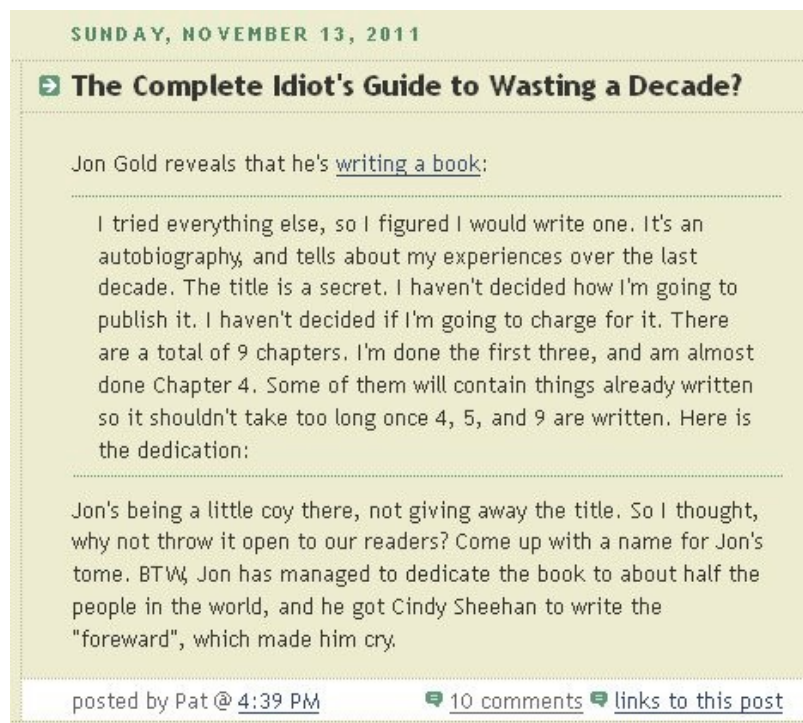 SUNDAY, NOVEMBER 13, 2011
The Complete Idiot's Guide to Wasting a Decade?
Jon Gold reveals that he's writing a book:
I tried everything else, so I figured I would write one. It's an
autobiography, and tells about my experiences over the last
decade. The title is a secret. I haven't decided how I'm going to
publish it. I haven't decided if I'm going to charge for it. There
are a total of 9 chapters. I'm done the first three, and am almost
done Chapter 4. Some of them will contain things already written
so it shouldn't take too long once 4, 5, and 9 are written. Here is
the dedication:
Jon's being a little coy there, not giving away the title. So I thought,
why not throw it open to our readers? Come up with a name for Jon's
tome. BTW, Jon has managed to dedicate the book to about half the
people in the world, and he got Cindy Sheehan to write the
"foreward", which made him cry.
posted by Pat @ 4:39 PM 10 comments links to this post